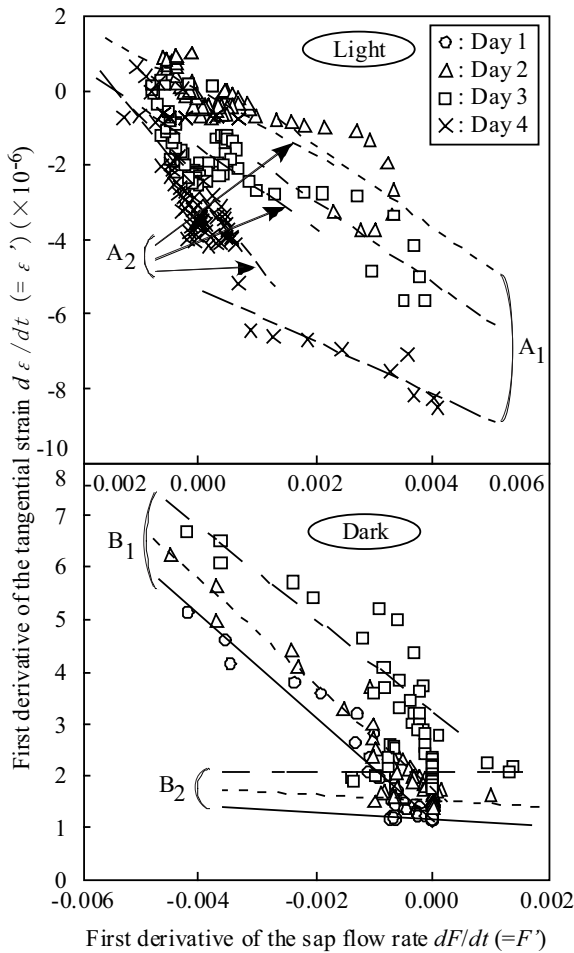 First derivative of the tangential strain d ε / dt (= ε ’) (×10-6)
2
0
-2
-4
-6
-8
-10
Light
: Day 1
: Day 2
: Day 3
: Day 4
A2
A1
-0.002 0.000 0.002 0.004 0.006
8
7
6
5
4
3
2
1
0
Dark
B1
B2
-0.006 -0.004 -0.002 0.000 0.002
First derivative of the sap flow rate dF/dt (=F’)